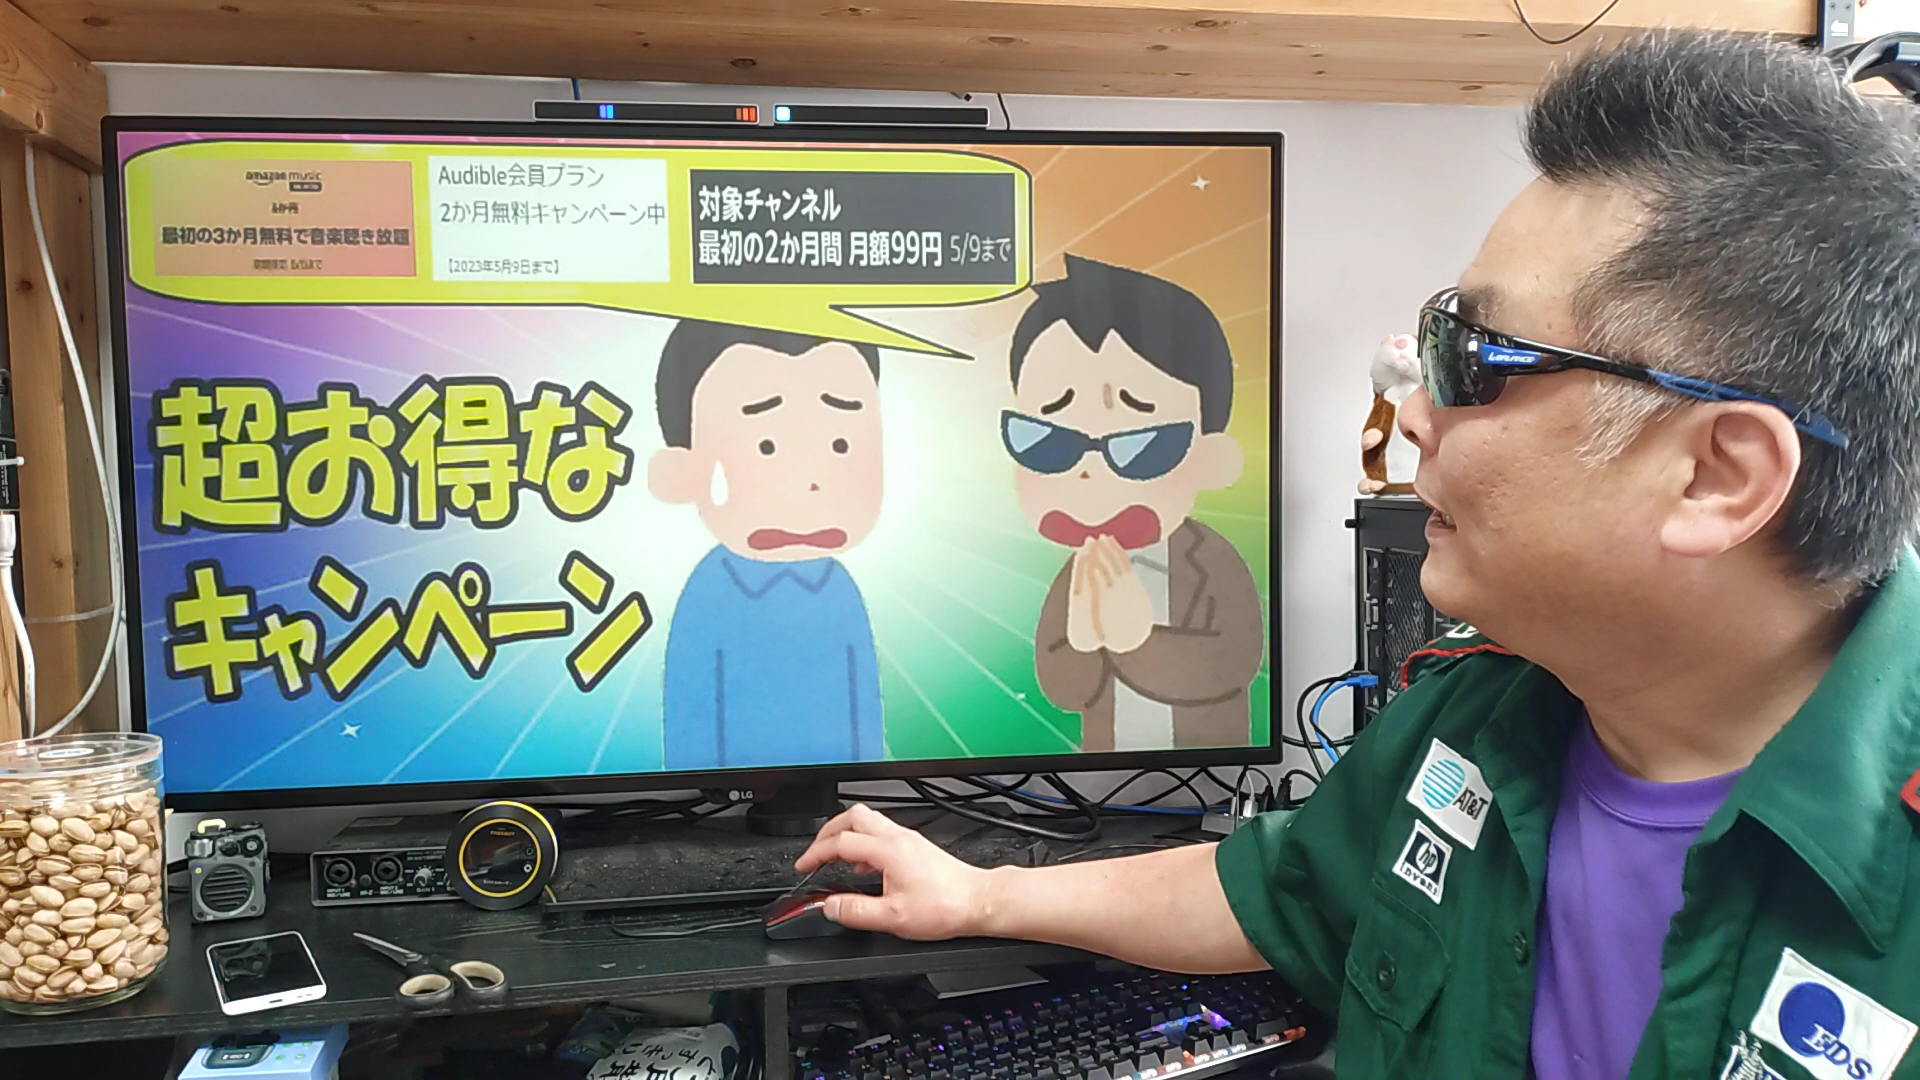 amazon music
最初の3か月無料で音楽聴き放題
Audible会員プラン
2か月無料キャンペーン中
【2023年5月9日まで】
対象チャンネル
最初の2か月間 月額99円 5/9まで
超お得な
キャンペーン
LG
AT&T
hp
invent
EDS